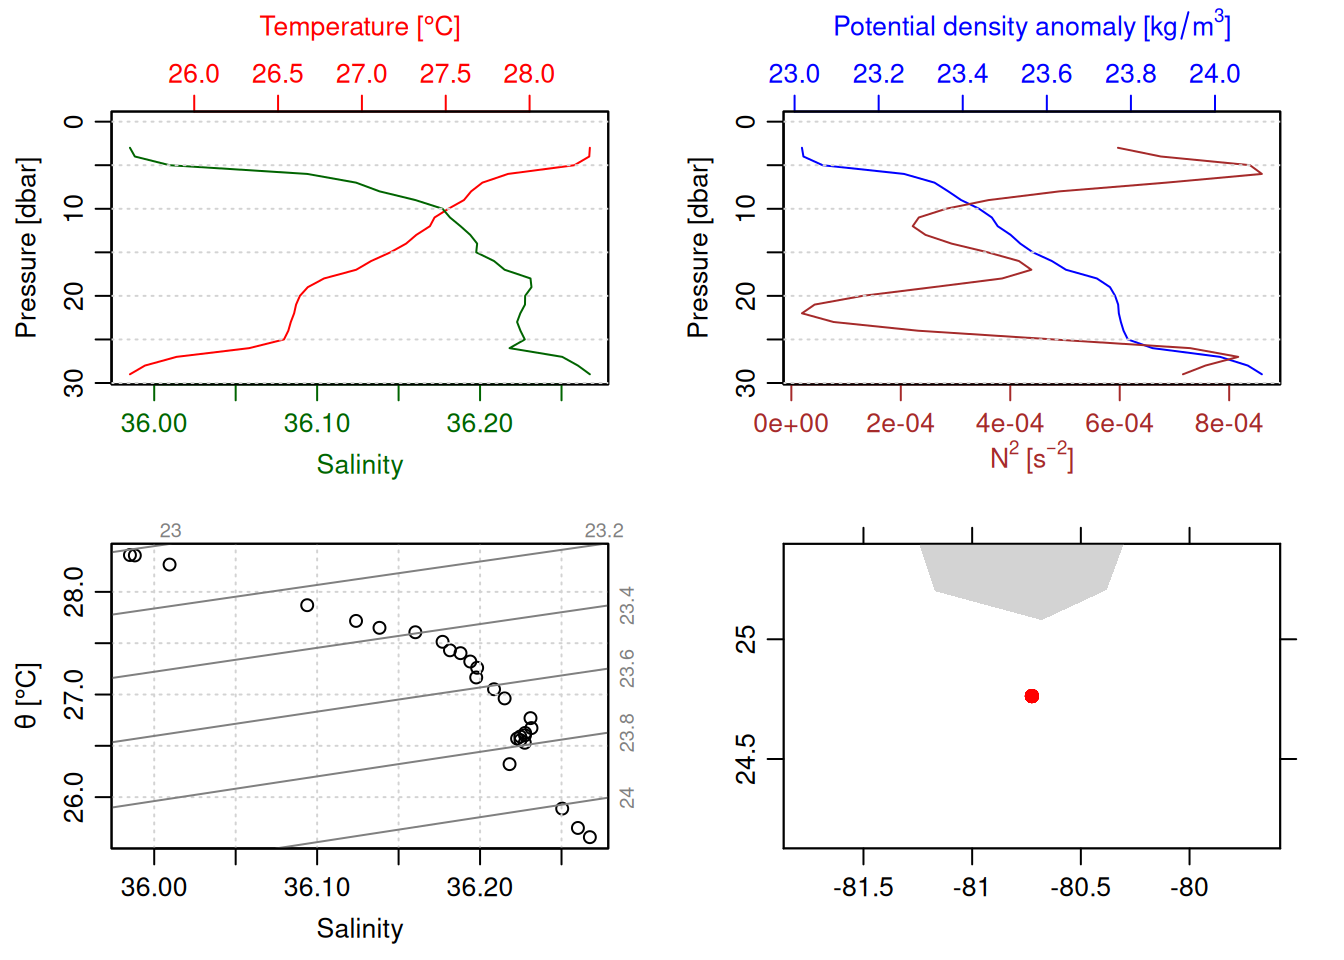 Temperature [°C]
26.0 26.5 27.0 27.5 28.0
Pressure [dbar]
0
10
20
30
36.00 36.10 36.20
Salinity
Potential density anomaly [kg/m³]
23.0 23.2 23.4 23.6 23.8 24.0
Pressure [dbar]
0
10
20
30
0e+00 2e-04 4e-04 6e-04 8e-04
N² [s⁻²]
23 23.2
23.4
23.6
23.8
24
θ [°C]
28.0
27.0
26.0
36.00 36.10 36.20
Salinity
25
24.5
-81.5 -81 -80.5 -80